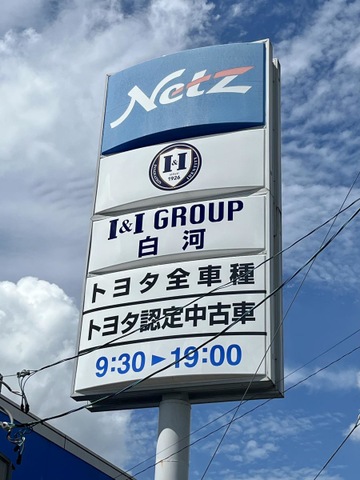 Netz
I&I
SINCE
1926
I&I GROUP
白河
トヨタ全車種
トヨタ認定中古車
9:30►19:00